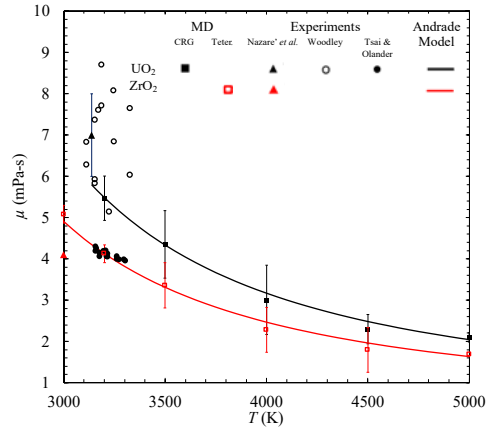 MD Experiments Andrade Model
CRG Teter. Nazare' et al. Woodley Tsai & Olander
UO2
ZrO2
μ (mPa-s)
10
9
8
7
6
5
4
3
2
1
3000 3500 4000 4500 5000
T (K)